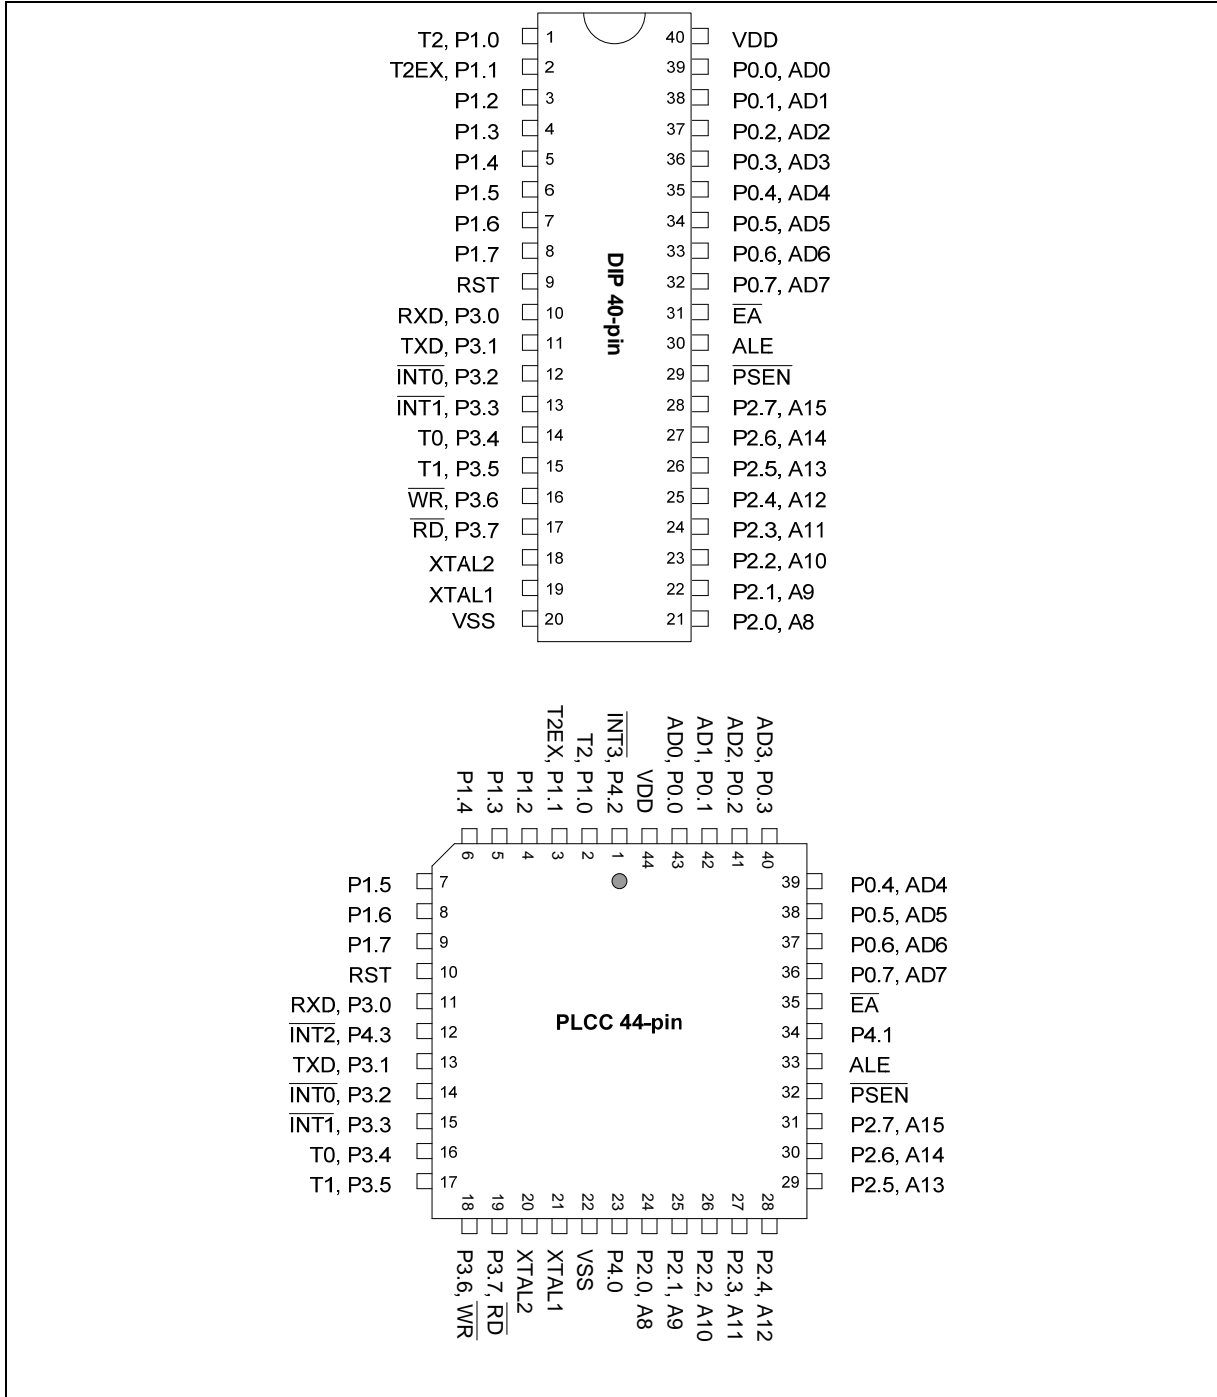 T2, P1.0 1 40 VDD
T2EX, P1.1 2 39 P0.0, AD0
P1.2 3 38 P0.1, AD1
P1.3 4 37 P0.2, AD2
P1.4 5 36 P0.3, AD3
P1.5 6 35 P0.4, AD4
P1.6 7 34 P0.5, AD5
P1.7 8 33 P0.6, AD6
RST 9 32 P0.7, AD7
RXD, P3.0 10 31 EA
TXD, P3.1 11 30 ALE
INT0, P3.2 12 29 PSEN
INT1, P3.3 13 28 P2.7, A15
T0, P3.4 14 27 P2.6, A14
T1, P3.5 15 26 P2.5, A13
WR, P3.6 16 25 P2.4, A12
RD, P3.7 17 24 P2.3, A11
XTAL2 18 23 P2.2, A10
XTAL1 19 22 P2.1, A9
VSS 20 21 P2.0, A8
DIP 40-pin
P1.4
P1.3
P1.2
T2EX, P1.1
T2, P1.0
INT3, P4.2
VDD
AD0, P0.0
AD1, P0.1
AD2, P0.2
AD3, P0.3
6 5 4 3 2 1 44 43 42 41 40
P1.5 7 39 P0.4, AD4
P1.6 8 38 P0.5, AD5
P1.7 9 37 P0.6, AD6
RST 10 36 P0.7, AD7
RXD, P3.0 11 35 EA
INT2, P4.3 12 34 P4.1
PLCC 44-pin
TXD, P3.1 13 33 ALE
INT0, P3.2 14 32 PSEN
INT1, P3.3 15 31 P2.7, A15
T0, P3.4 16 30 P2.6, A14
T1, P3.5 17 29 P2.5, A13
18 19 20 21 22 23 24 25 26 27 28
P3.6, WR
P3.7, RD
XTAL2
XTAL1
VSS
P4.0
P2.0, A8
P2.1, A9
P2.2, A10
P2.3, A11
P2.4, A12